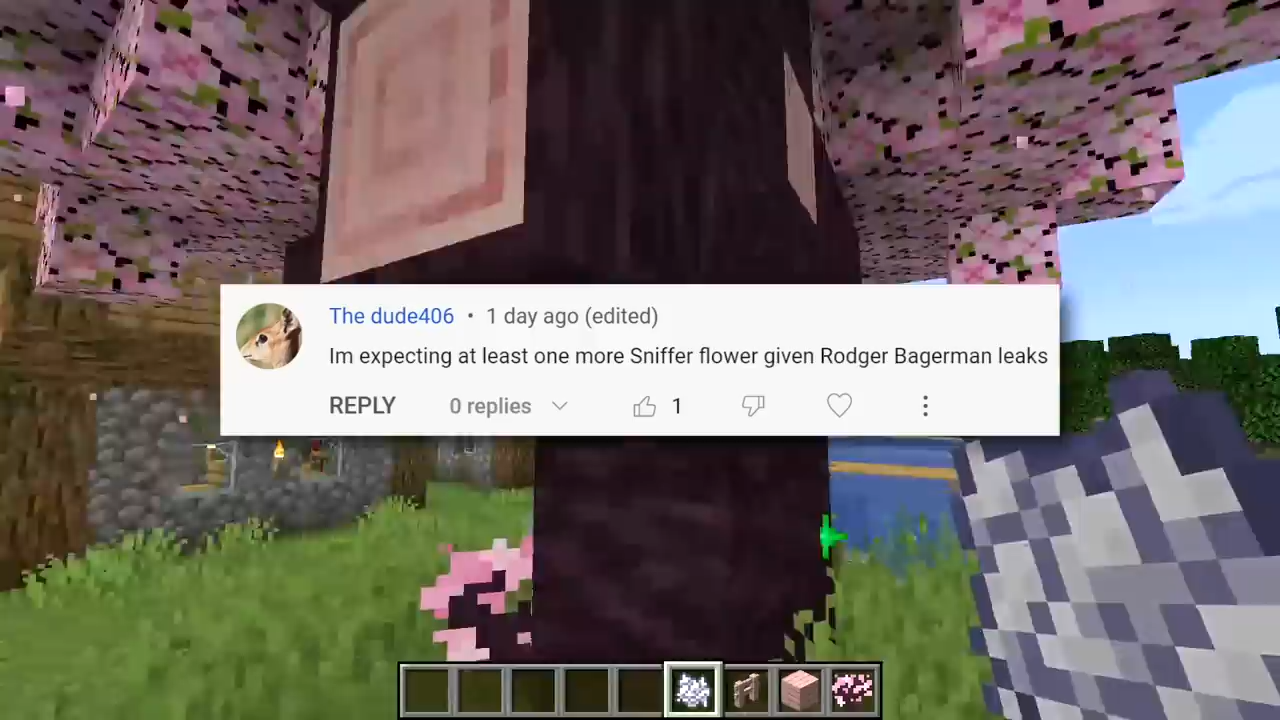 The dude406 • 1 day ago (edited)
Im expecting at least one more Sniffer flower given Rodger Bagerman leaks
REPLY 0 replies 1